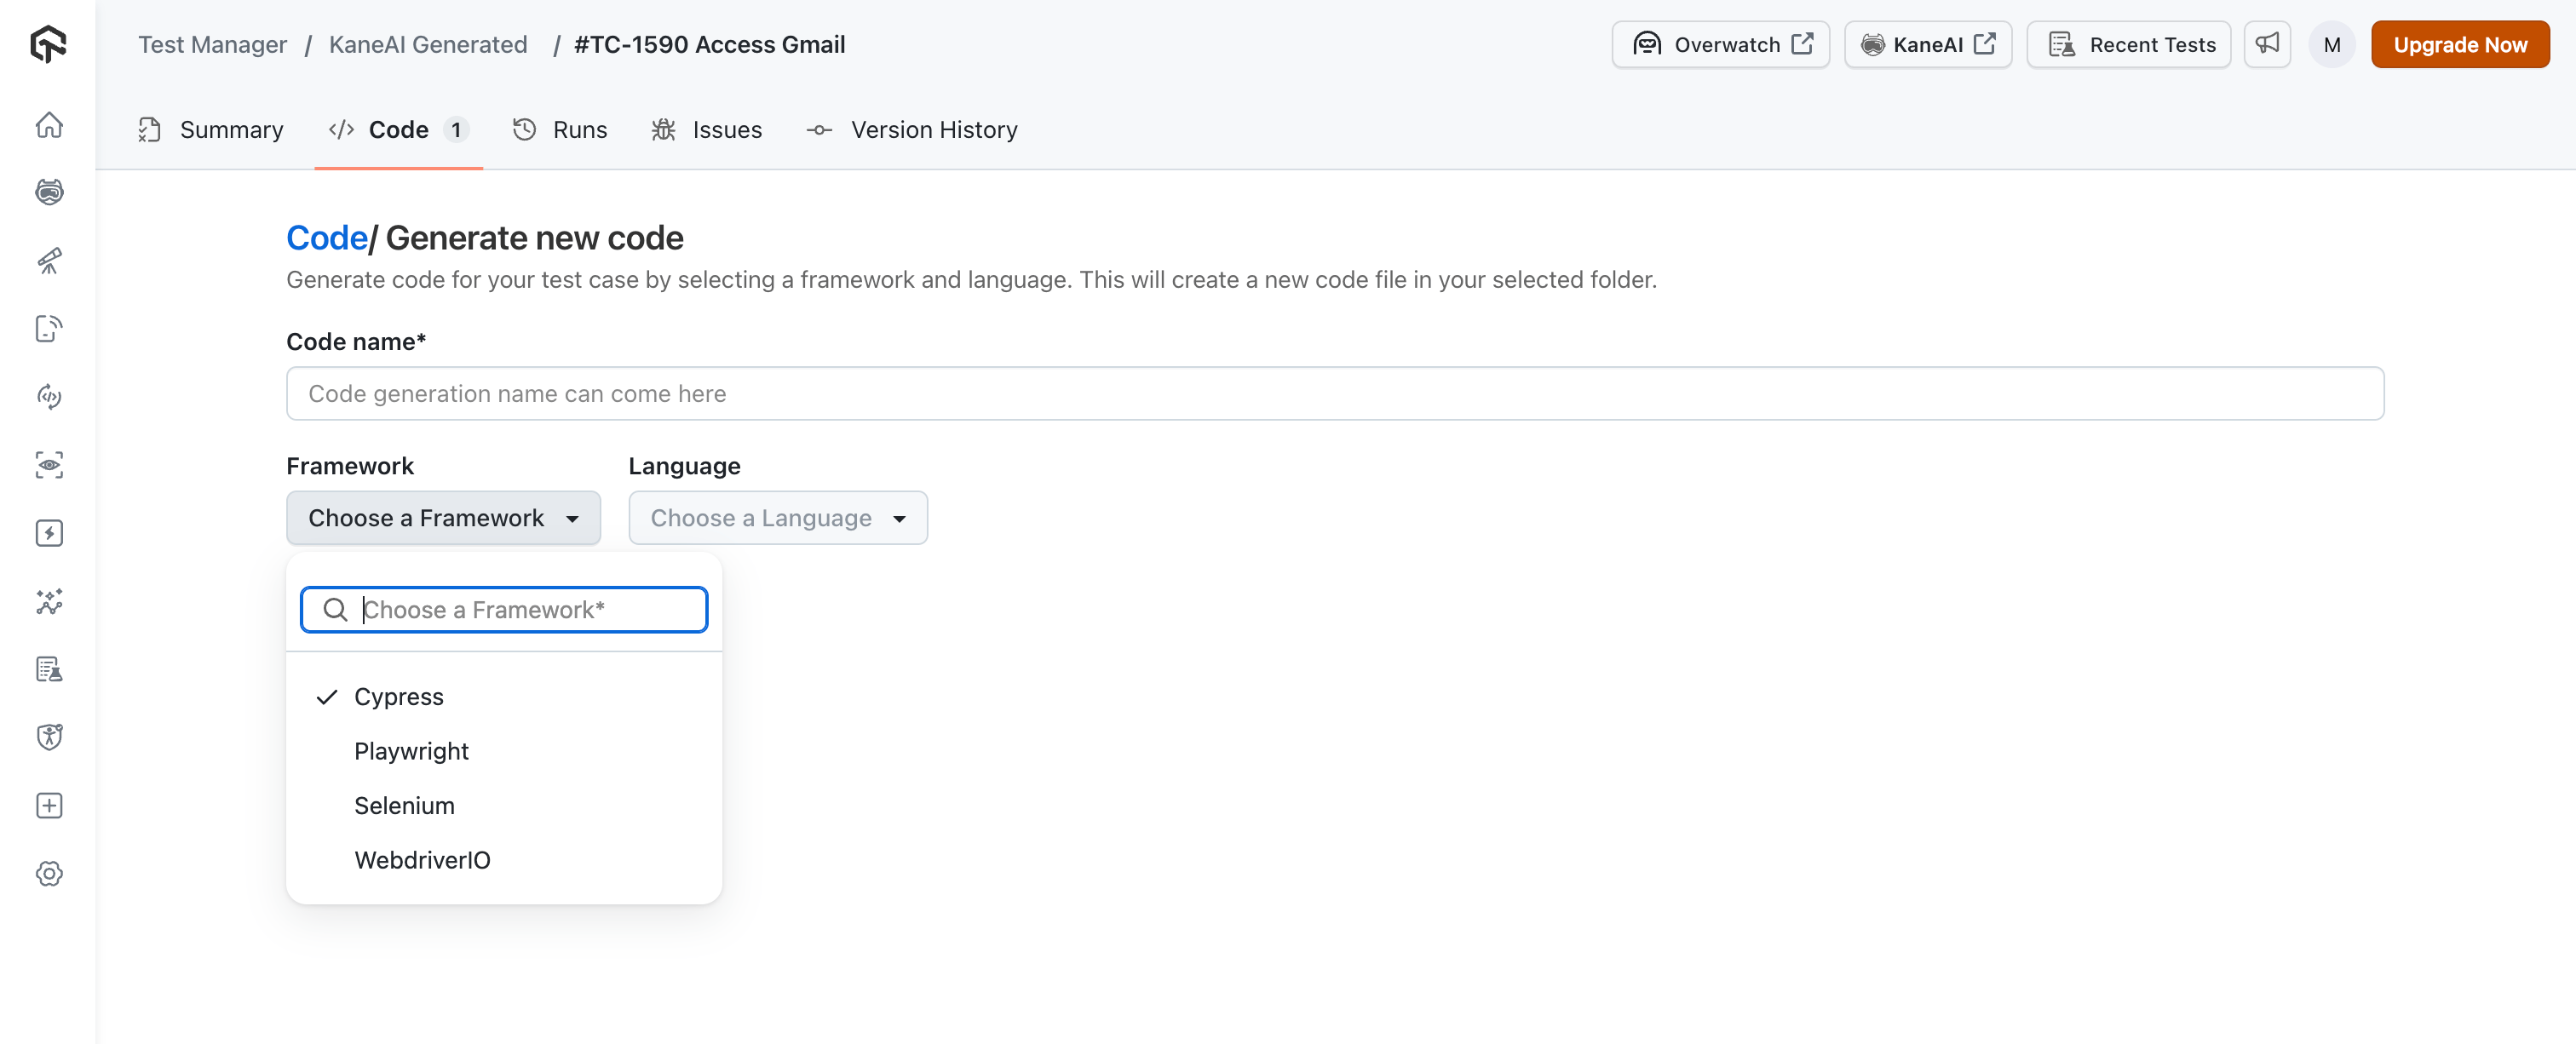 Test Manager / KaneAI Generated / #TC-1590 Access Gmail
Overwatch
KaneAI
Recent Tests
M
Upgrade Now
Summary
Code 1
Runs
Issues
Version History
Code/ Generate new code
Generate code for your test case by selecting a framework and language. This will create a new code file in your selected folder.
Code name*
Code generation name can come here
Framework
Language
Choose a Framework
Choose a Language
Choose a Framework*
Cypress
Playwright
Selenium
WebdriverIO